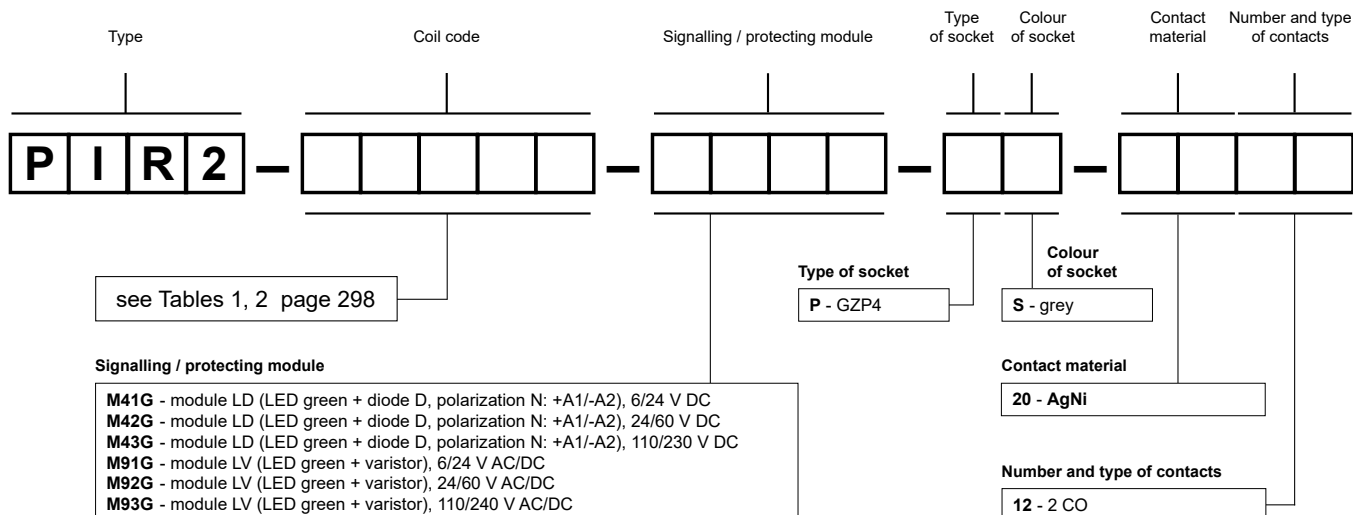 Type
Coil code
Signalling / protecting module
Type
of socket
Colour
of socket
Contact
material
Number and type
of contacts
P I R 2 – – – –
see Tables 1, 2 page 298
Type of socket
P - GZP4
Colour
of socket
S - grey
Signalling / protecting module
M41G - module LD (LED green + diode D, polarization N: +A1/-A2), 6/24 V DC
M42G - module LD (LED green + diode D, polarization N: +A1/-A2), 24/60 V DC
M43G - module LD (LED green + diode D, polarization N: +A1/-A2), 110/230 V DC
M91G - module LV (LED green + varistor), 6/24 V AC/DC
M92G - module LV (LED green + varistor), 24/60 V AC/DC
M93G - module LV (LED green + varistor), 110/240 V AC/DC
Contact material
20 - AgNi
Number and type of contacts
12 - 2 CO